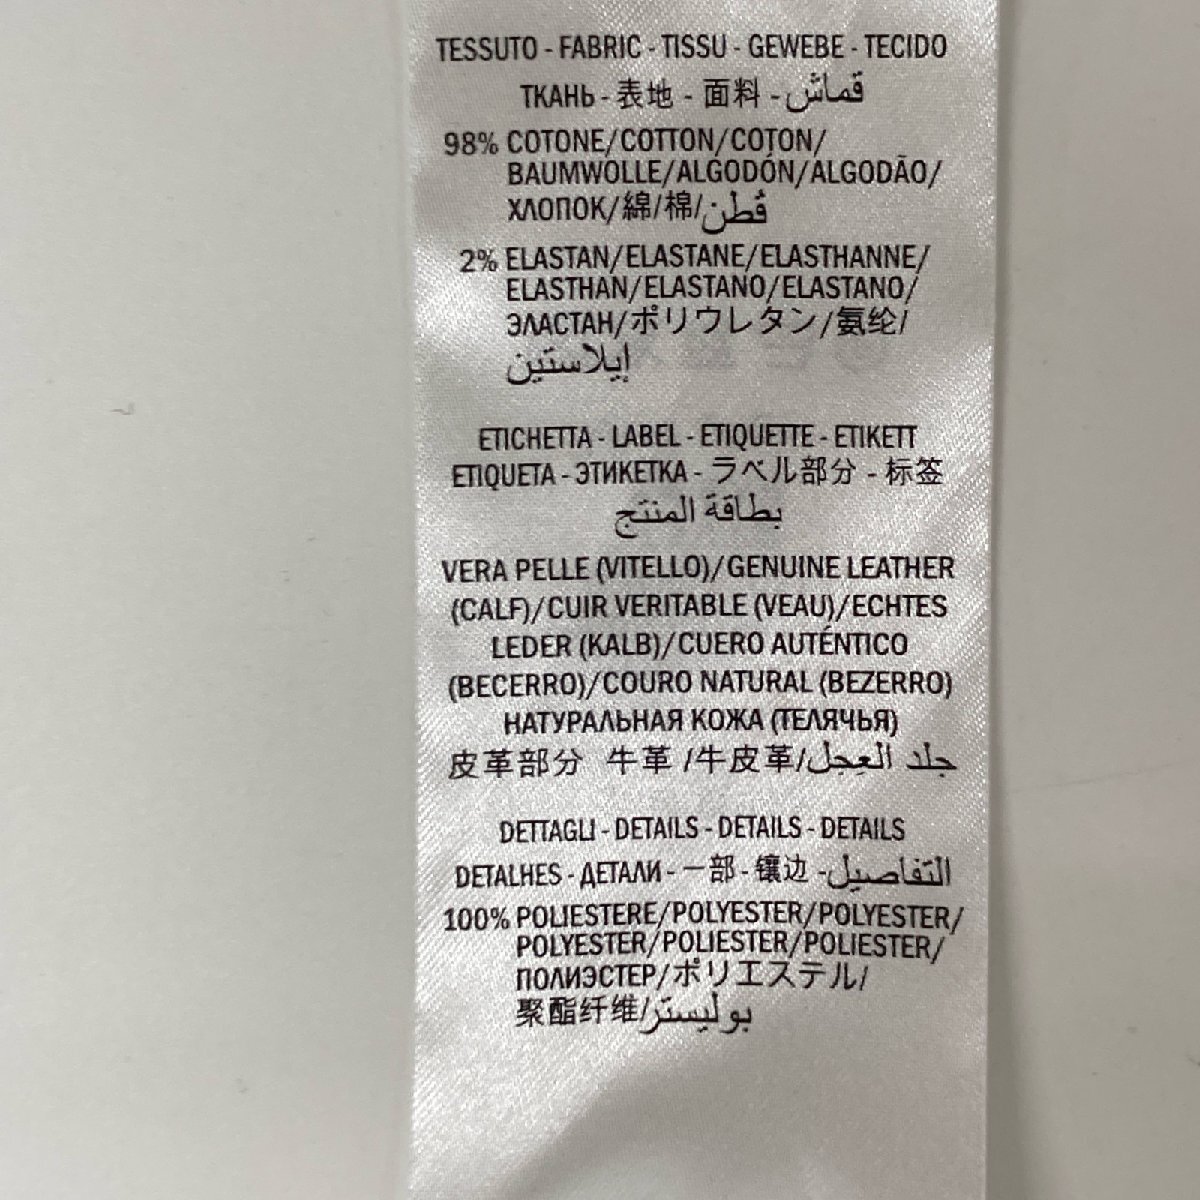 TESSUTO - FABRIC - TISSU - GEWEBE - TECIDO
ТКАНЬ - 表地 - 面料 - قماش
98% COTONE/COTTON/COTON/
BAUMWOLLE/ALGODÓN/ALGODÃO/
ХЛОПОК/綿/棉/قُطن
2% ELASTAN/ELASTANE/ELASTHANNE/
ELASTHAN/ELASTANO/ELASTANO/
ЭЛАСТАН/ポリウレタン/氨纶/
إيلاستين
ETICHETTA - LABEL - ETIQUETTE - ETIKETT
ETIQUETA - ЭТИКЕТКА - ラベル部分 - 标签
بطاقة المنتج
VERA PELLE (VITELLO)/GENUINE LEATHER
(CALF)/CUIR VERITABLE (VEAU)/ECHTES
LEDER (KALB)/CUERO AUTÉNTICO
(BECERRO)/COURO NATURAL (BEZERRO)
НАТУРАЛЬНАЯ КОЖА (ТЕЛЯЧЬЯ)
皮革部分 牛革 /牛皮革/جلد العِجل
DETTAGLI - DETAILS - DETAILS - DETAILS
DETALHES - ДЕТАЛИ - 一部 - 镶边 - التفاصيل
100% POLIESTERE/POLYESTER/POLYESTER/
POLYESTER/POLIESTER/POLIESTER/
ПОЛИЭСТЕР/ポリエステル/
聚酯纤维/بوليستر